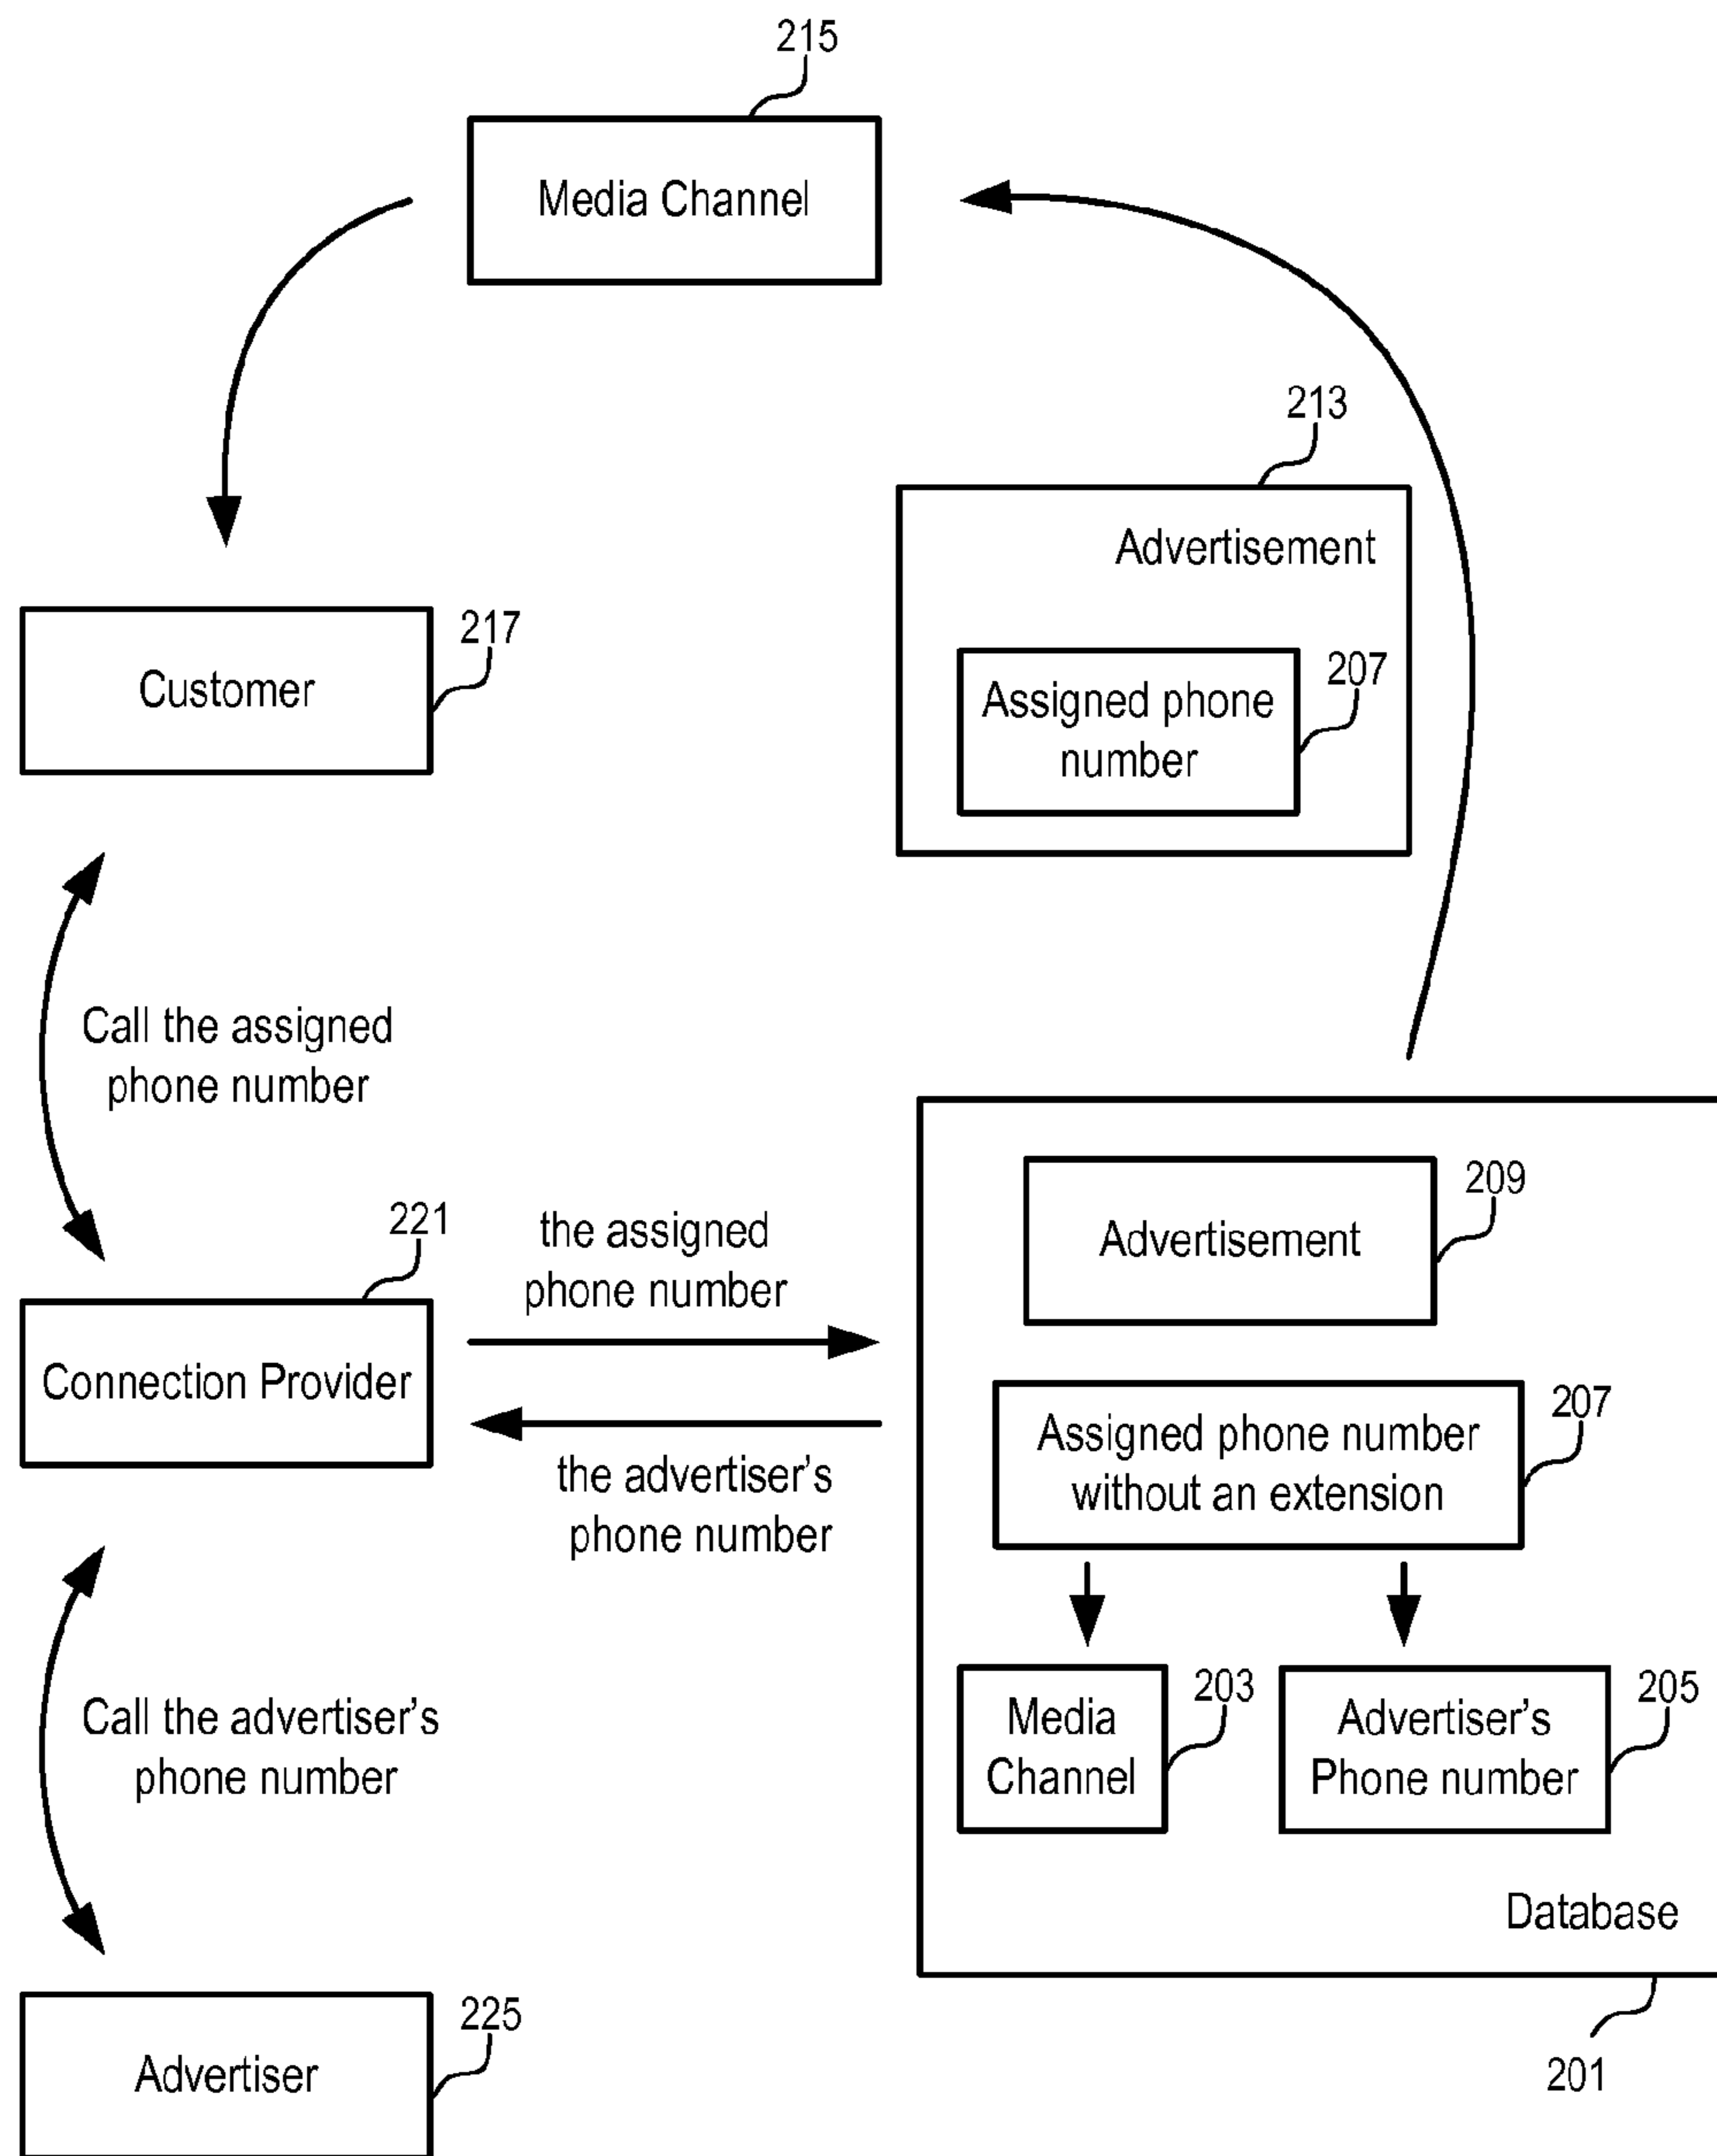 215
Media Channel
213
Advertisement
207
Assigned phone
number
217
Customer
Call the assigned
phone number
221
Connection Provider
the assigned
phone number
the advertiser's
phone number
209
Advertisement
207
Assigned phone number
without an extension
203
Media
Channel
205
Advertiser's
Phone number
Database
201
Call the advertiser's
phone number
225
Advertiser